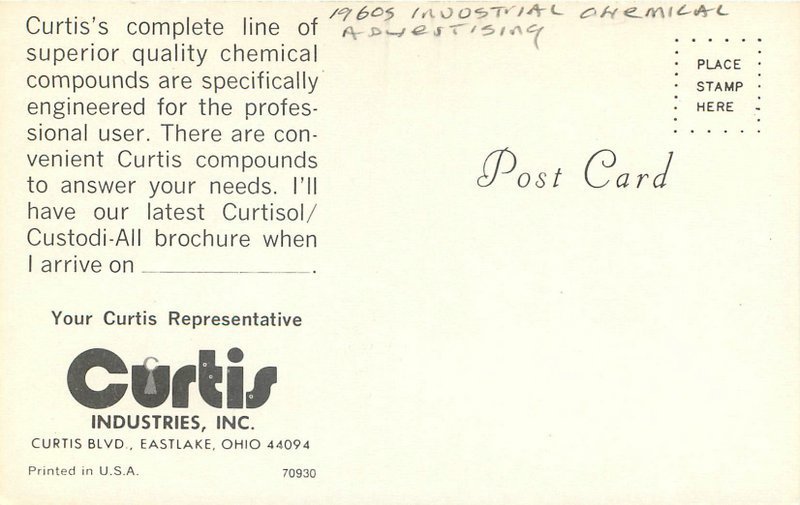 1960S INDUSTRIAL CHEMICAL
ADVERTISING
Curtis's complete line of
superior quality chemical
compounds are specifically
engineered for the profes-
sional user. There are con-
venient Curtis compounds
to answer your needs. I'll
have our latest Curtisol/
Custodi-All brochure when
I arrive on ____________.
Your Curtis Representative
Curtis
INDUSTRIES, INC.
CURTIS BLVD., EASTLAKE, OHIO 44094
Printed in U.S.A. 70930
PLACE
STAMP
HERE
Post Card